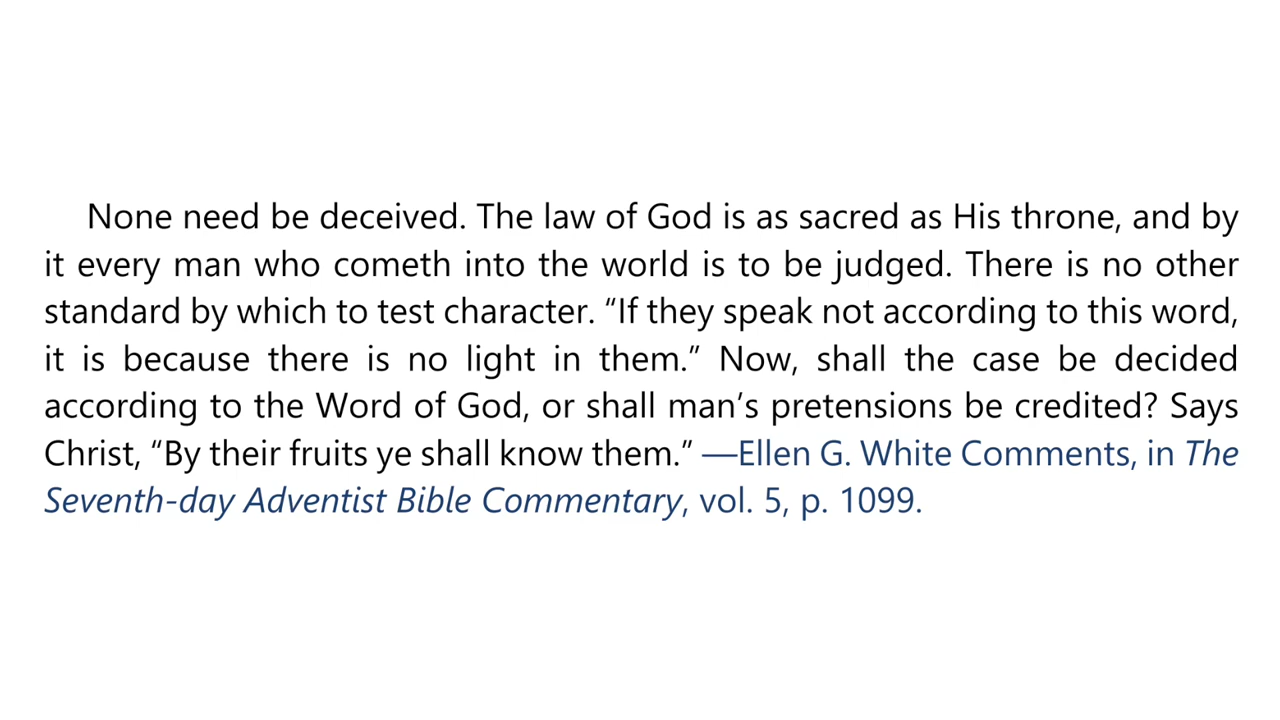 None need be deceived. The law of God is as sacred as His throne, and by
it every man who cometh into the world is to be judged. There is no other
standard by which to test character. “If they speak not according to this word,
it is because there is no light in them.” Now, shall the case be decided
according to the Word of God, or shall man’s pretensions be credited? Says
Christ, “By their fruits ye shall know them.” —Ellen G. White Comments, in The
Seventh-day Adventist Bible Commentary, vol. 5, p. 1099.